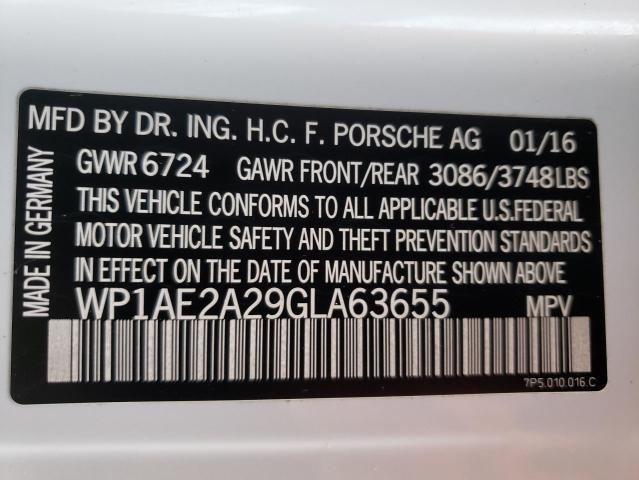 MFD BY DR. ING. H.C. F. PORSCHE AG 01/16
GVWR 6724 GAWR FRONT/REAR 3086/3748LBS
THIS VEHICLE CONFORMS TO ALL APPLICABLE U.S.FEDERAL
MOTOR VEHICLE SAFETY AND THEFT PREVENTION STANDARDS
IN EFFECT ON THE DATE OF MANUFACTURE SHOWN ABOVE
WP1AE2A29GLA63655 MPV
MADE IN GERMANY
7P5.010.016.C